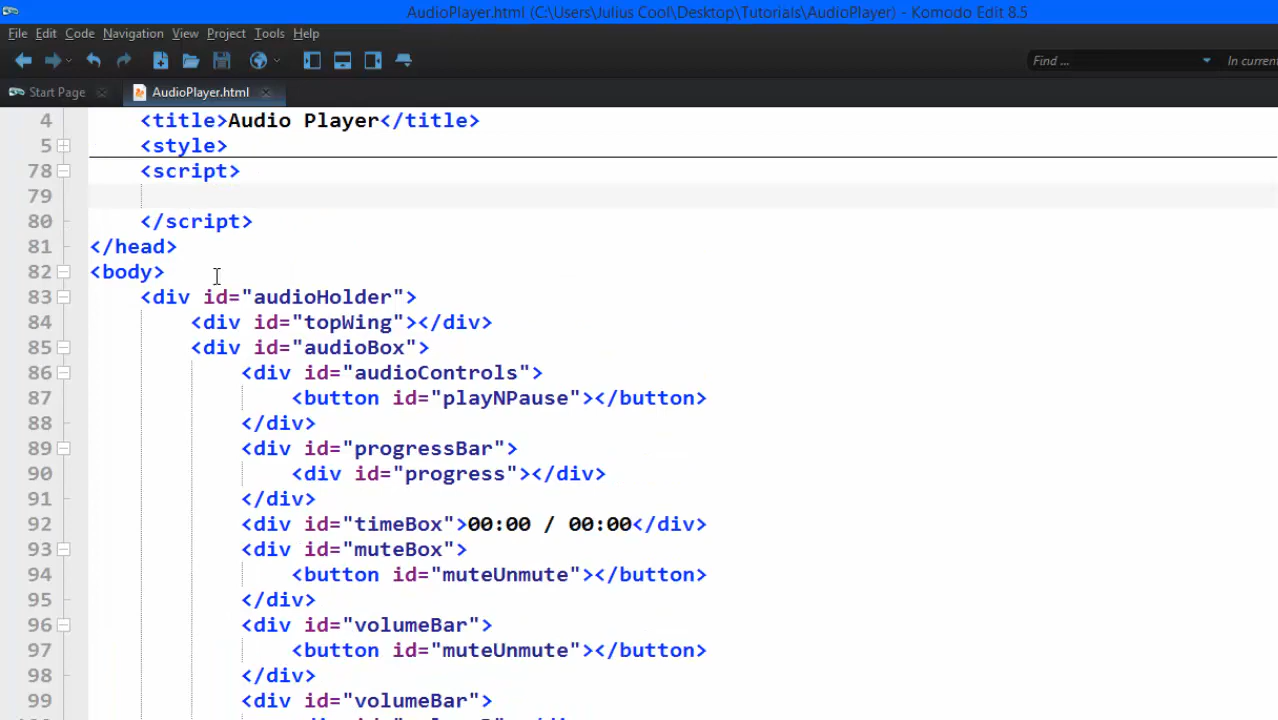 AudioPlayer.html (C:\Users\Julius Cool\Desktop\Tutorials\AudioPlayer) - Komodo Edit 8.5
File Edit Code Navigation View Project Tools Help
Find ... In current
Start Page AudioPlayer.html
4 <title>Audio Player</title>
5 <style>
78 <script>
79
80 </script>
81 </head>
82 <body>
83 <div id="audioHolder">
84 <div id="topWing"></div>
85 <div id="audioBox">
86 <div id="audioControls">
87 <button id="playNPause"></button>
88 </div>
89 <div id="progressBar">
90 <div id="progress"></div>
91 </div>
92 <div id="timeBox">00:00 / 00:00</div>
93 <div id="muteBox">
94 <button id="muteUnmute"></button>
95 </div>
96 <div id="volumeBar">
97 <button id="muteUnmute"></button>
98 </div>
99 <div id="volumeBar">